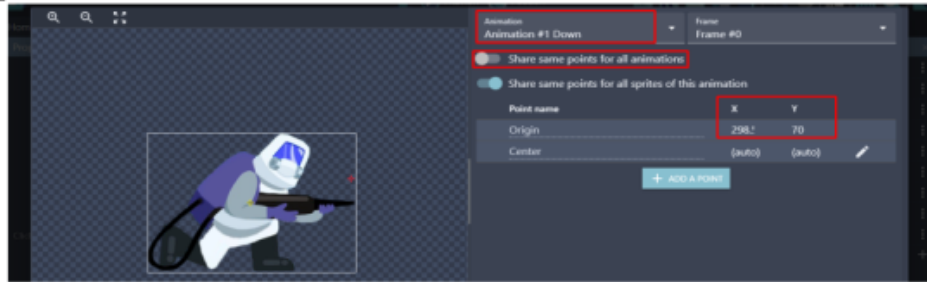 Animation
Animation #1 Down
Frame
Frame #0
Share same points for all animations
Share same points for all sprites of this animation
Point name X Y
Origin 298.! 70
Center (auto) (auto)
+ ADD A POINT